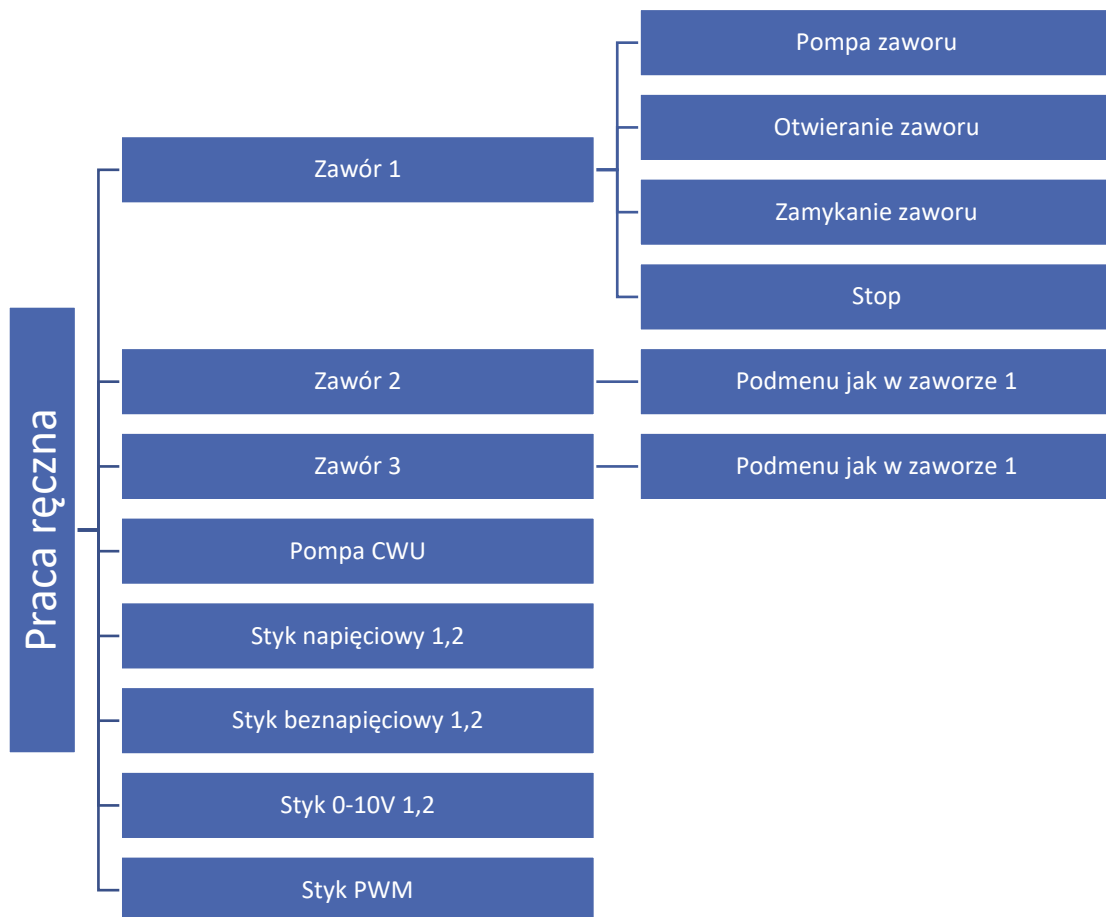 Praca ręczna
Zawór 1
Pompa zaworu
Otwieranie zaworu
Zamykanie zaworu
Stop
Zawór 2
Podmenu jak w zaworze 1
Zawór 3
Podmenu jak w zaworze 1
Pompa CWU
Styk napięciowy 1,2
Styk beznapięciowy 1,2
Styk 0-10V 1,2
Styk PWM